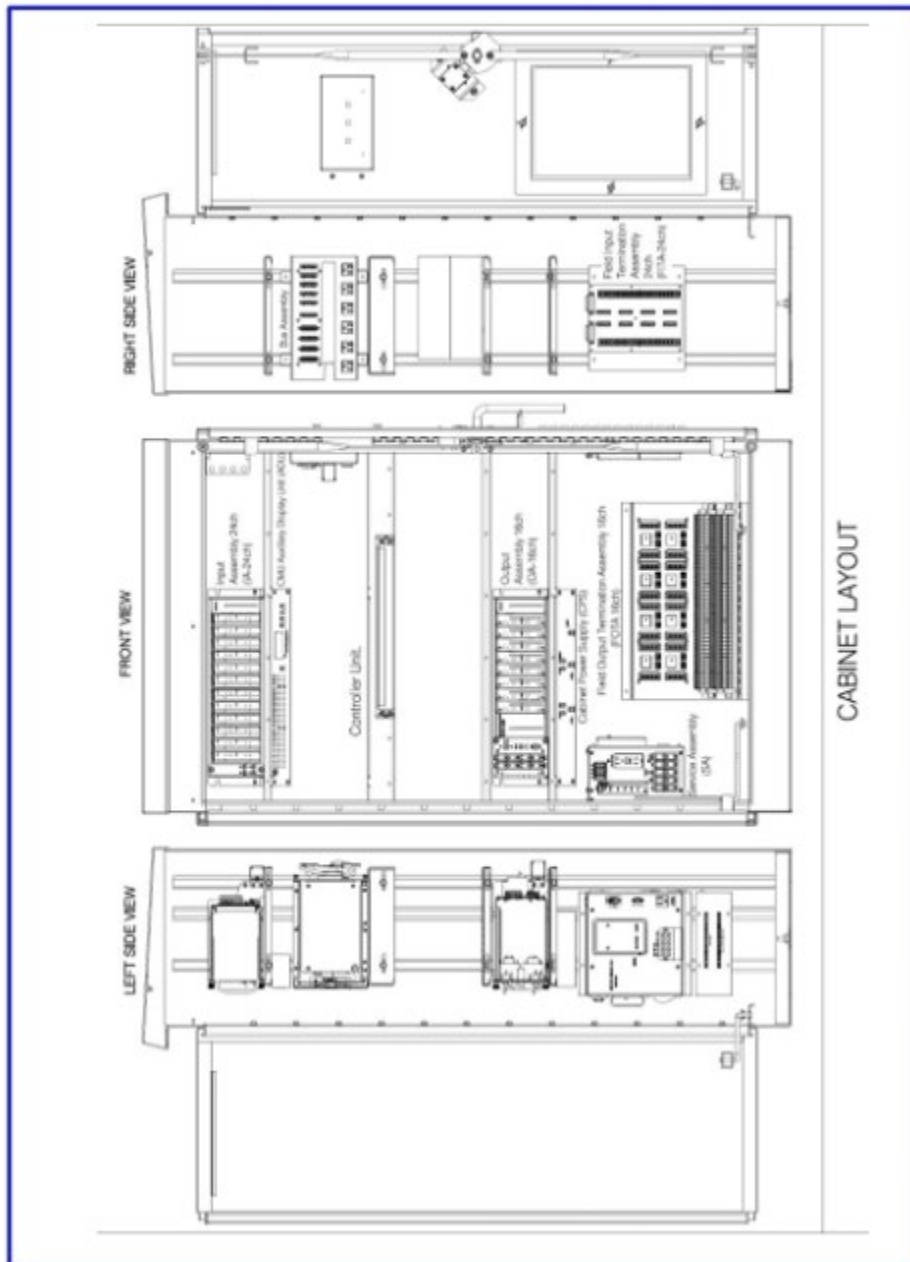 LEFT SIDE VIEW
FRONT VIEW
RIGHT SIDE VIEW
Input
Assembly 24ch
(IA-24ch)
CMU Auxiliary Display Unit (ADU)
Controller Unit.
Output
Assembly 16ch
(OA-16ch)
Cabinet Power Supply (CPS)
Field Output Termination Assembly 16ch
(FOTA 16ch)
Service Assembly
(SA)
Bus Assembly
Field Input
Termination
Assembly
24ch
(FITA-24ch)
CABINET LAYOUT